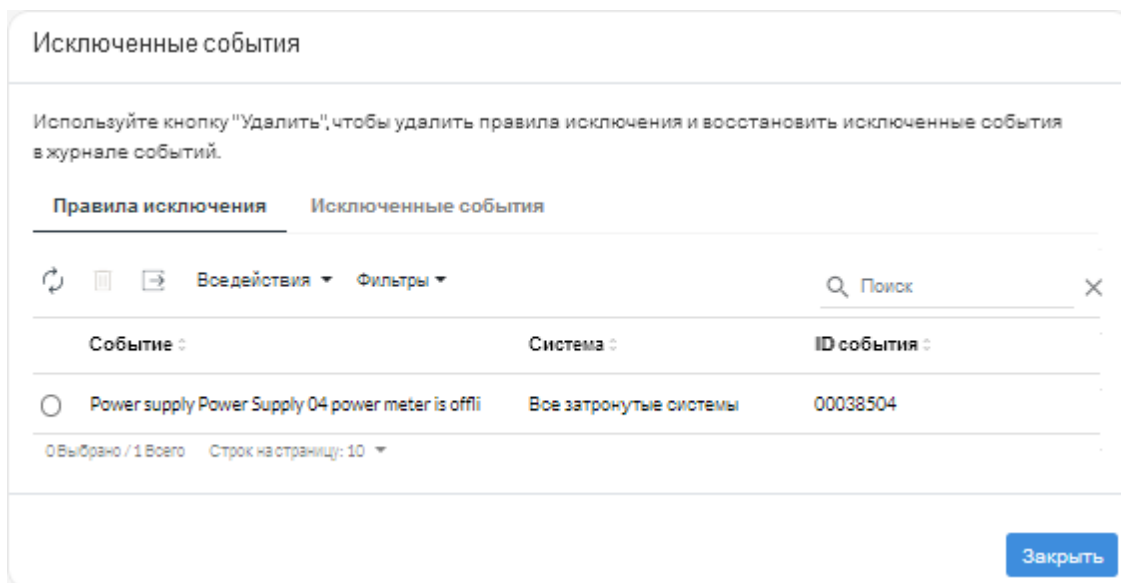 Исключенные события
Используйте кнопку "Удалить", чтобы удалить правила исключения и восстановить исключенные события
в журнале событий.
Правила исключения Исключенные события
Все действия Фильтры Поиск
Событие Система ID события
Power supply Power Supply 04 power meter is offli Все затронутые системы 00038504
0 Выбрано / 1 Всего Строк на страницу: 10
Закрыть